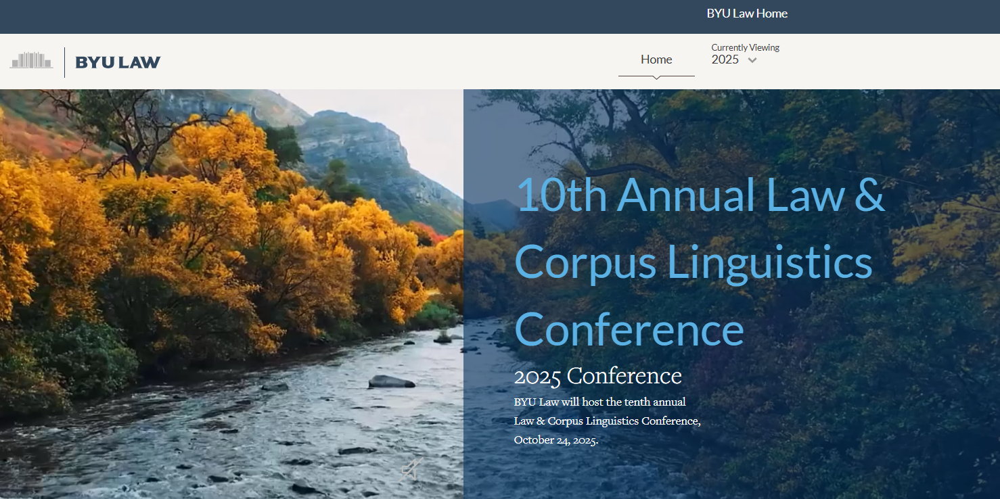 BYU Law Home
BYU LAW
Home
Currently Viewing
2025
10th Annual Law &
Corpus Linguistics
Conference
2025 Conference
BYU Law will host the tenth annual
Law & Corpus Linguistics Conference,
October 24, 2025.